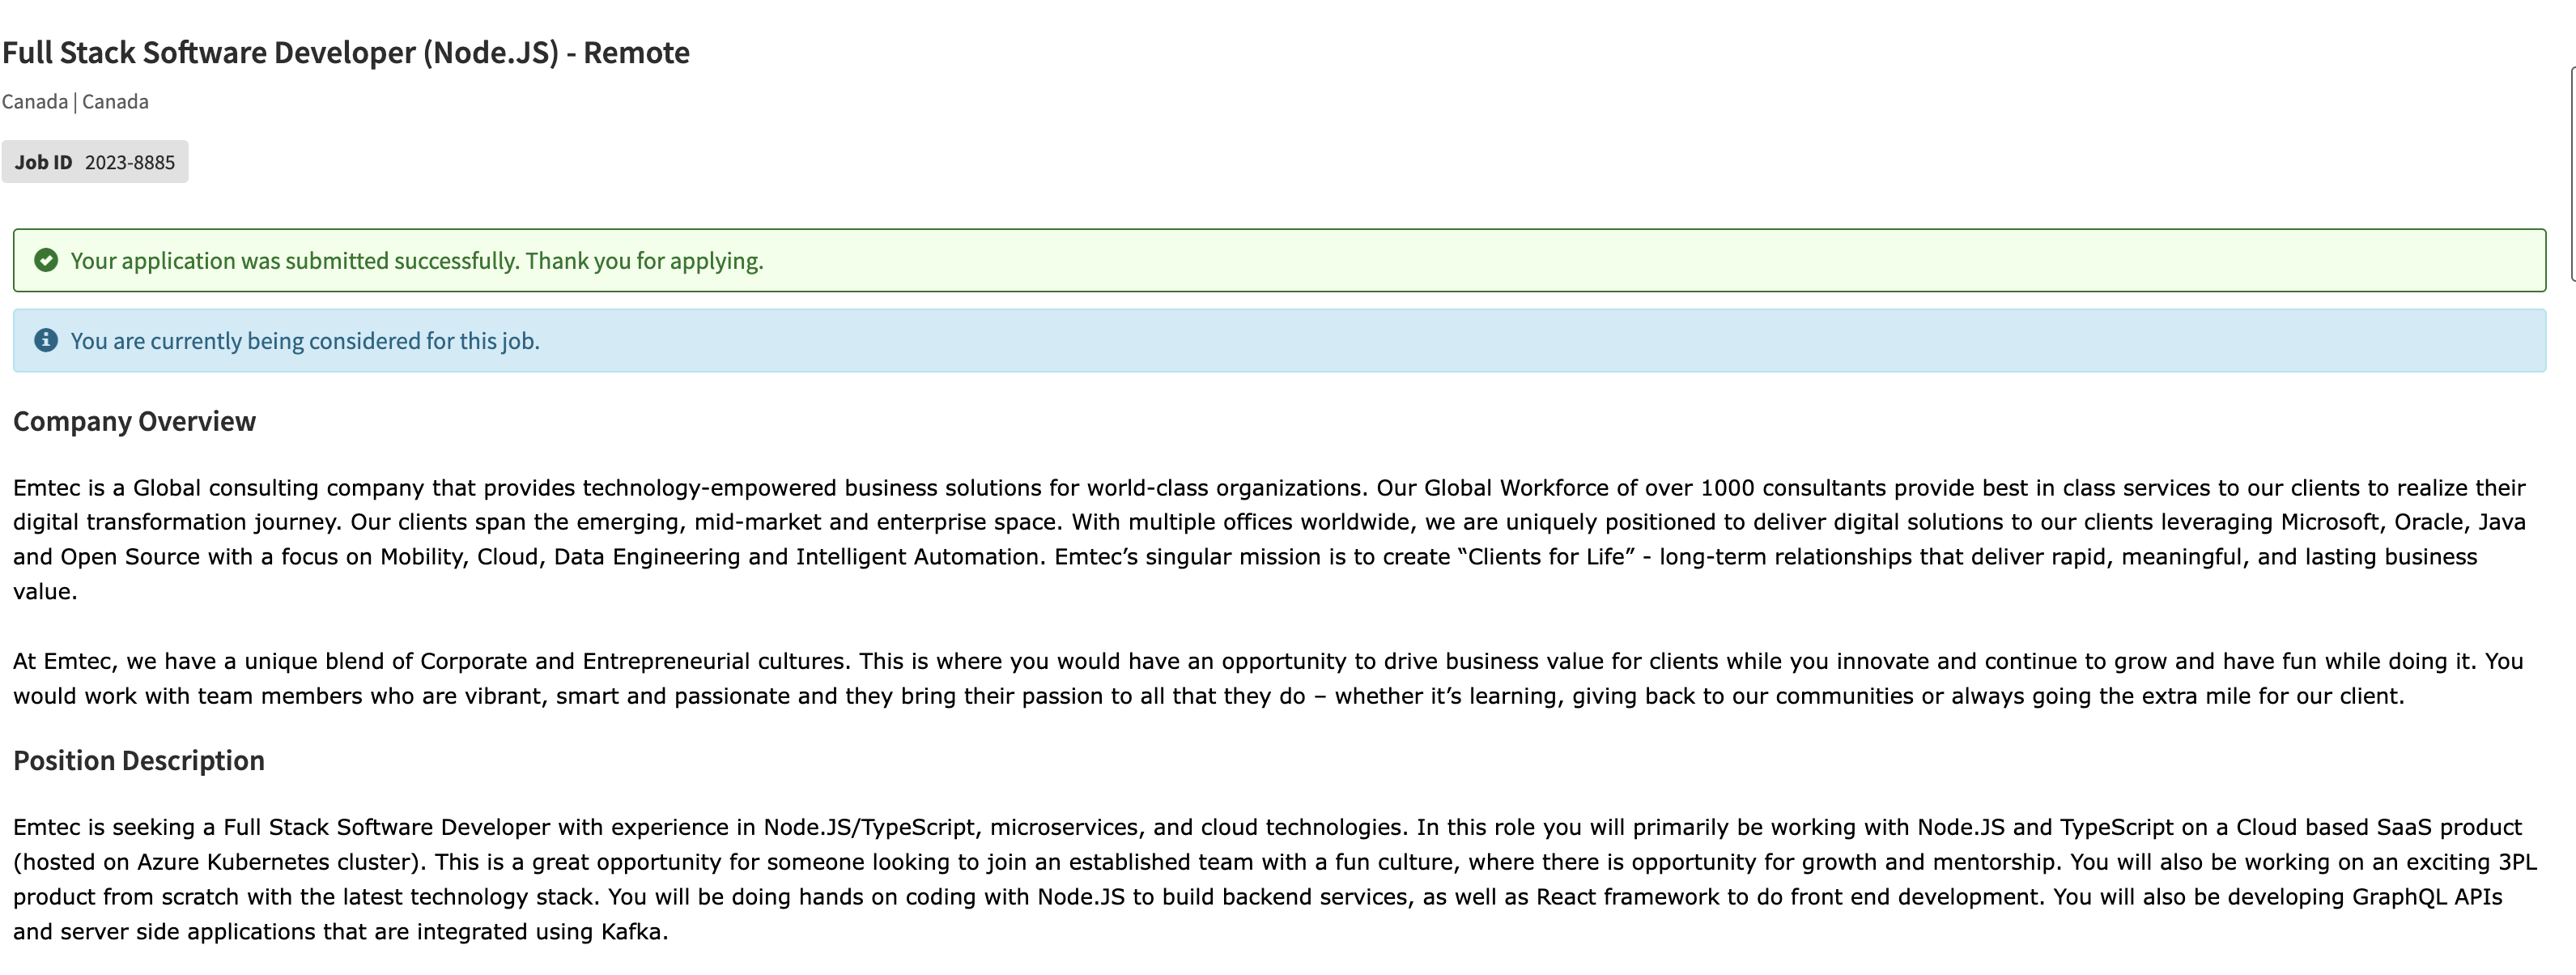 Full Stack Software Developer (Node.JS) - Remote
Canada | Canada
Job ID 2023-8885
Your application was submitted successfully. Thank you for applying.
You are currently being considered for this job.
Company Overview
Emtec is a Global consulting company that provides technology-empowered business solutions for world-class organizations. Our Global Workforce of over 1000 consultants provide best in class services to our clients to realize their
digital transformation journey. Our clients span the emerging, mid-market and enterprise space. With multiple offices worldwide, we are uniquely positioned to deliver digital solutions to our clients leveraging Microsoft, Oracle, Java
and Open Source with a focus on Mobility, Cloud, Data Engineering and Intelligent Automation. Emtec’s singular mission is to create “Clients for Life” - long-term relationships that deliver rapid, meaningful, and lasting business
value.
At Emtec, we have a unique blend of Corporate and Entrepreneurial cultures. This is where you would have an opportunity to drive business value for clients while you innovate and continue to grow and have fun while doing it. You
would work with team members who are vibrant, smart and passionate and they bring their passion to all that they do – whether it’s learning, giving back to our communities or always going the extra mile for our client.
Position Description
Emtec is seeking a Full Stack Software Developer with experience in Node.JS/TypeScript, microservices, and cloud technologies. In this role you will primarily be working with Node.JS and TypeScript on a Cloud based SaaS product
(hosted on Azure Kubernetes cluster). This is a great opportunity for someone looking to join an established team with a fun culture, where there is opportunity for growth and mentorship. You will also be working on an exciting 3PL
product from scratch with the latest technology stack. You will be doing hands on coding with Node.JS to build backend services, as well as React framework to do front end development. You will also be developing GraphQL APIs
and server side applications that are integrated using Kafka.